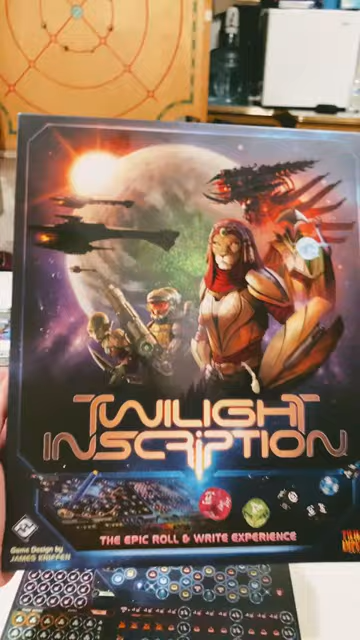 TWILIGHT
INSCRIPTION
THE EPIC ROLL & WRITE EXPERIENCE
Game Design by
JAMES KNIFFEN